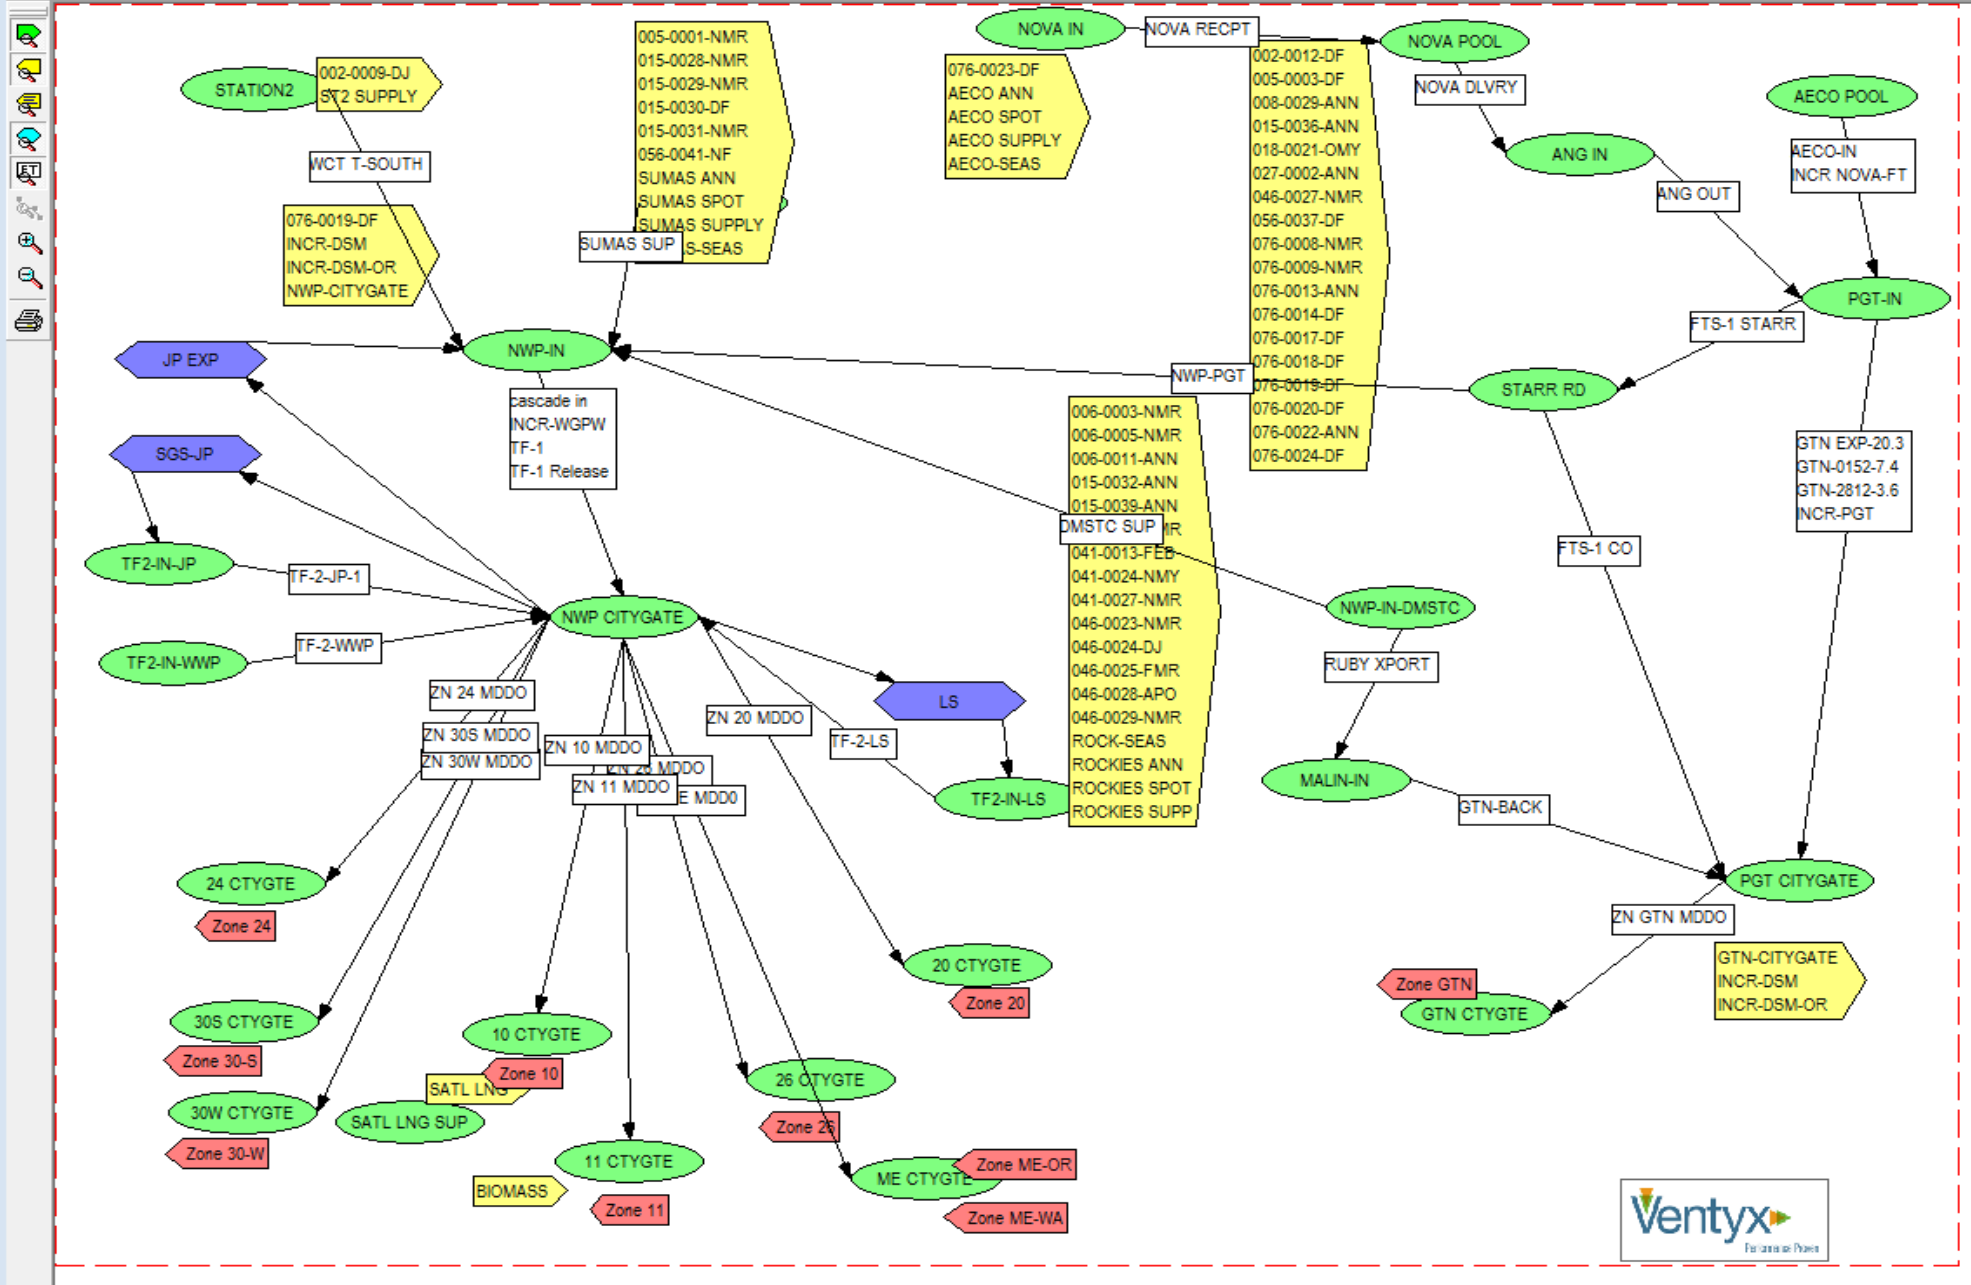 STATION2
002-0009-DJ
ST2 SUPPLY
WCT T-SOUTH
076-0019-DF
INCR-DSM
INCR-DSM-OR
NWP-CITYGATE
005-0001-NMR
015-0028-NMR
015-0029-NMR
015-0030-DF
015-0031-NMR
056-0041-NF
SUMAS ANN
SUMAS SPOT
SUMAS SUPPLY
S-SEAS
SUMAS SUP
NOVA IN
NOVA RECPT
NOVA POOL
076-0023-DF
AECO ANN
AECO SPOT
AECO SUPPLY
AECO-SEAS
002-0012-DF
005-0003-DF
008-0029-ANN
015-0036-ANN
018-0021-OMY
027-0002-ANN
046-0027-NMR
056-0037-DF
076-0008-NMR
076-0009-NMR
076-0013-ANN
076-0014-DF
076-0017-DF
076-0018-DF
076-0019-DF
076-0020-DF
076-0022-ANN
076-0024-DF
NOVA DLVRY
ANG IN
ANG OUT
AECO POOL
AECO-IN
INCR NOVA-FT
PGT-IN
FTS-1 STARR
STARR RD
NWP-PGT
JP EXP
NWP-IN
cascade in
INCR-WGPW
TF-1
TF-1 Release
SGS-JP
TF2-IN-JP
TF-2-JP-1
TF2-IN-WWP
TF-2-WWP
NWP CITYGATE
006-0003-NMR
006-0005-NMR
006-0011-ANN
015-0032-ANN
015-0039-ANN
MR
DMSTC SUP
041-0013-FEB
041-0024-NMY
041-0027-NMR
046-0023-NMR
046-0024-DJ
046-0025-FMR
046-0028-APO
046-0029-NMR
ROCK-SEAS
ROCKIES ANN
ROCKIES SPOT
ROCKIES SUPP
GTN EXP-20.3
GTN-0152-7.4
GTN-2812-3.6
INCR-PGT
FTS-1 CO
NWP-IN-DMSTC
RUBY XPORT
MALIN-IN
GTN-BACK
PGT CITYGATE
ZN GTN MDDO
GTN-CITYGATE
INCR-DSM
INCR-DSM-OR
Zone GTN
GTN CTYGTE
LS
TF-2-LS
TF2-IN-LS
ZN 24 MDDO
ZN 30S MDDO
ZN 30W MDDO
ZN 10 MDDO
ZN 26 MDDO
ZN 11 MDDO
E MDD0
ZN 20 MDDO
24 CTYGTE
Zone 24
30S CTYGTE
Zone 30-S
30W CTYGTE
Zone 30-W
10 CTYGTE
Zone 10
SATL LNG
SATL LNG SUP
11 CTYGTE
BIOMASS
Zone 11
20 CTYGTE
Zone 20
26 CTYGTE
Zone 26
ME CTYGTE
Zone ME-OR
Zone ME-WA
Ventyx
Performance Proven